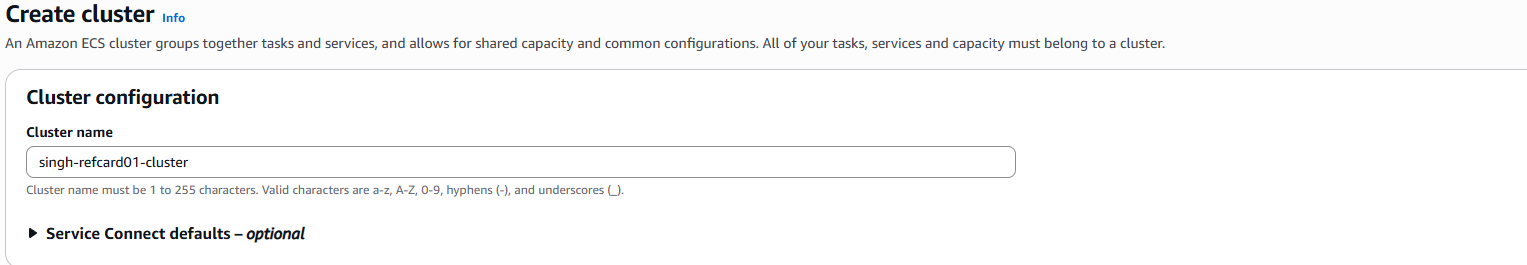 Create cluster Info
An Amazon ECS cluster groups together tasks and services, and allows for shared capacity and common configurations. All of your tasks, services and capacity must belong to a cluster.
Cluster configuration
Cluster name
singh-refcard01-cluster
Cluster name must be 1 to 255 characters. Valid characters are a-z, A-Z, 0-9, hyphens (-), and underscores (_).
Service Connect defaults – optional